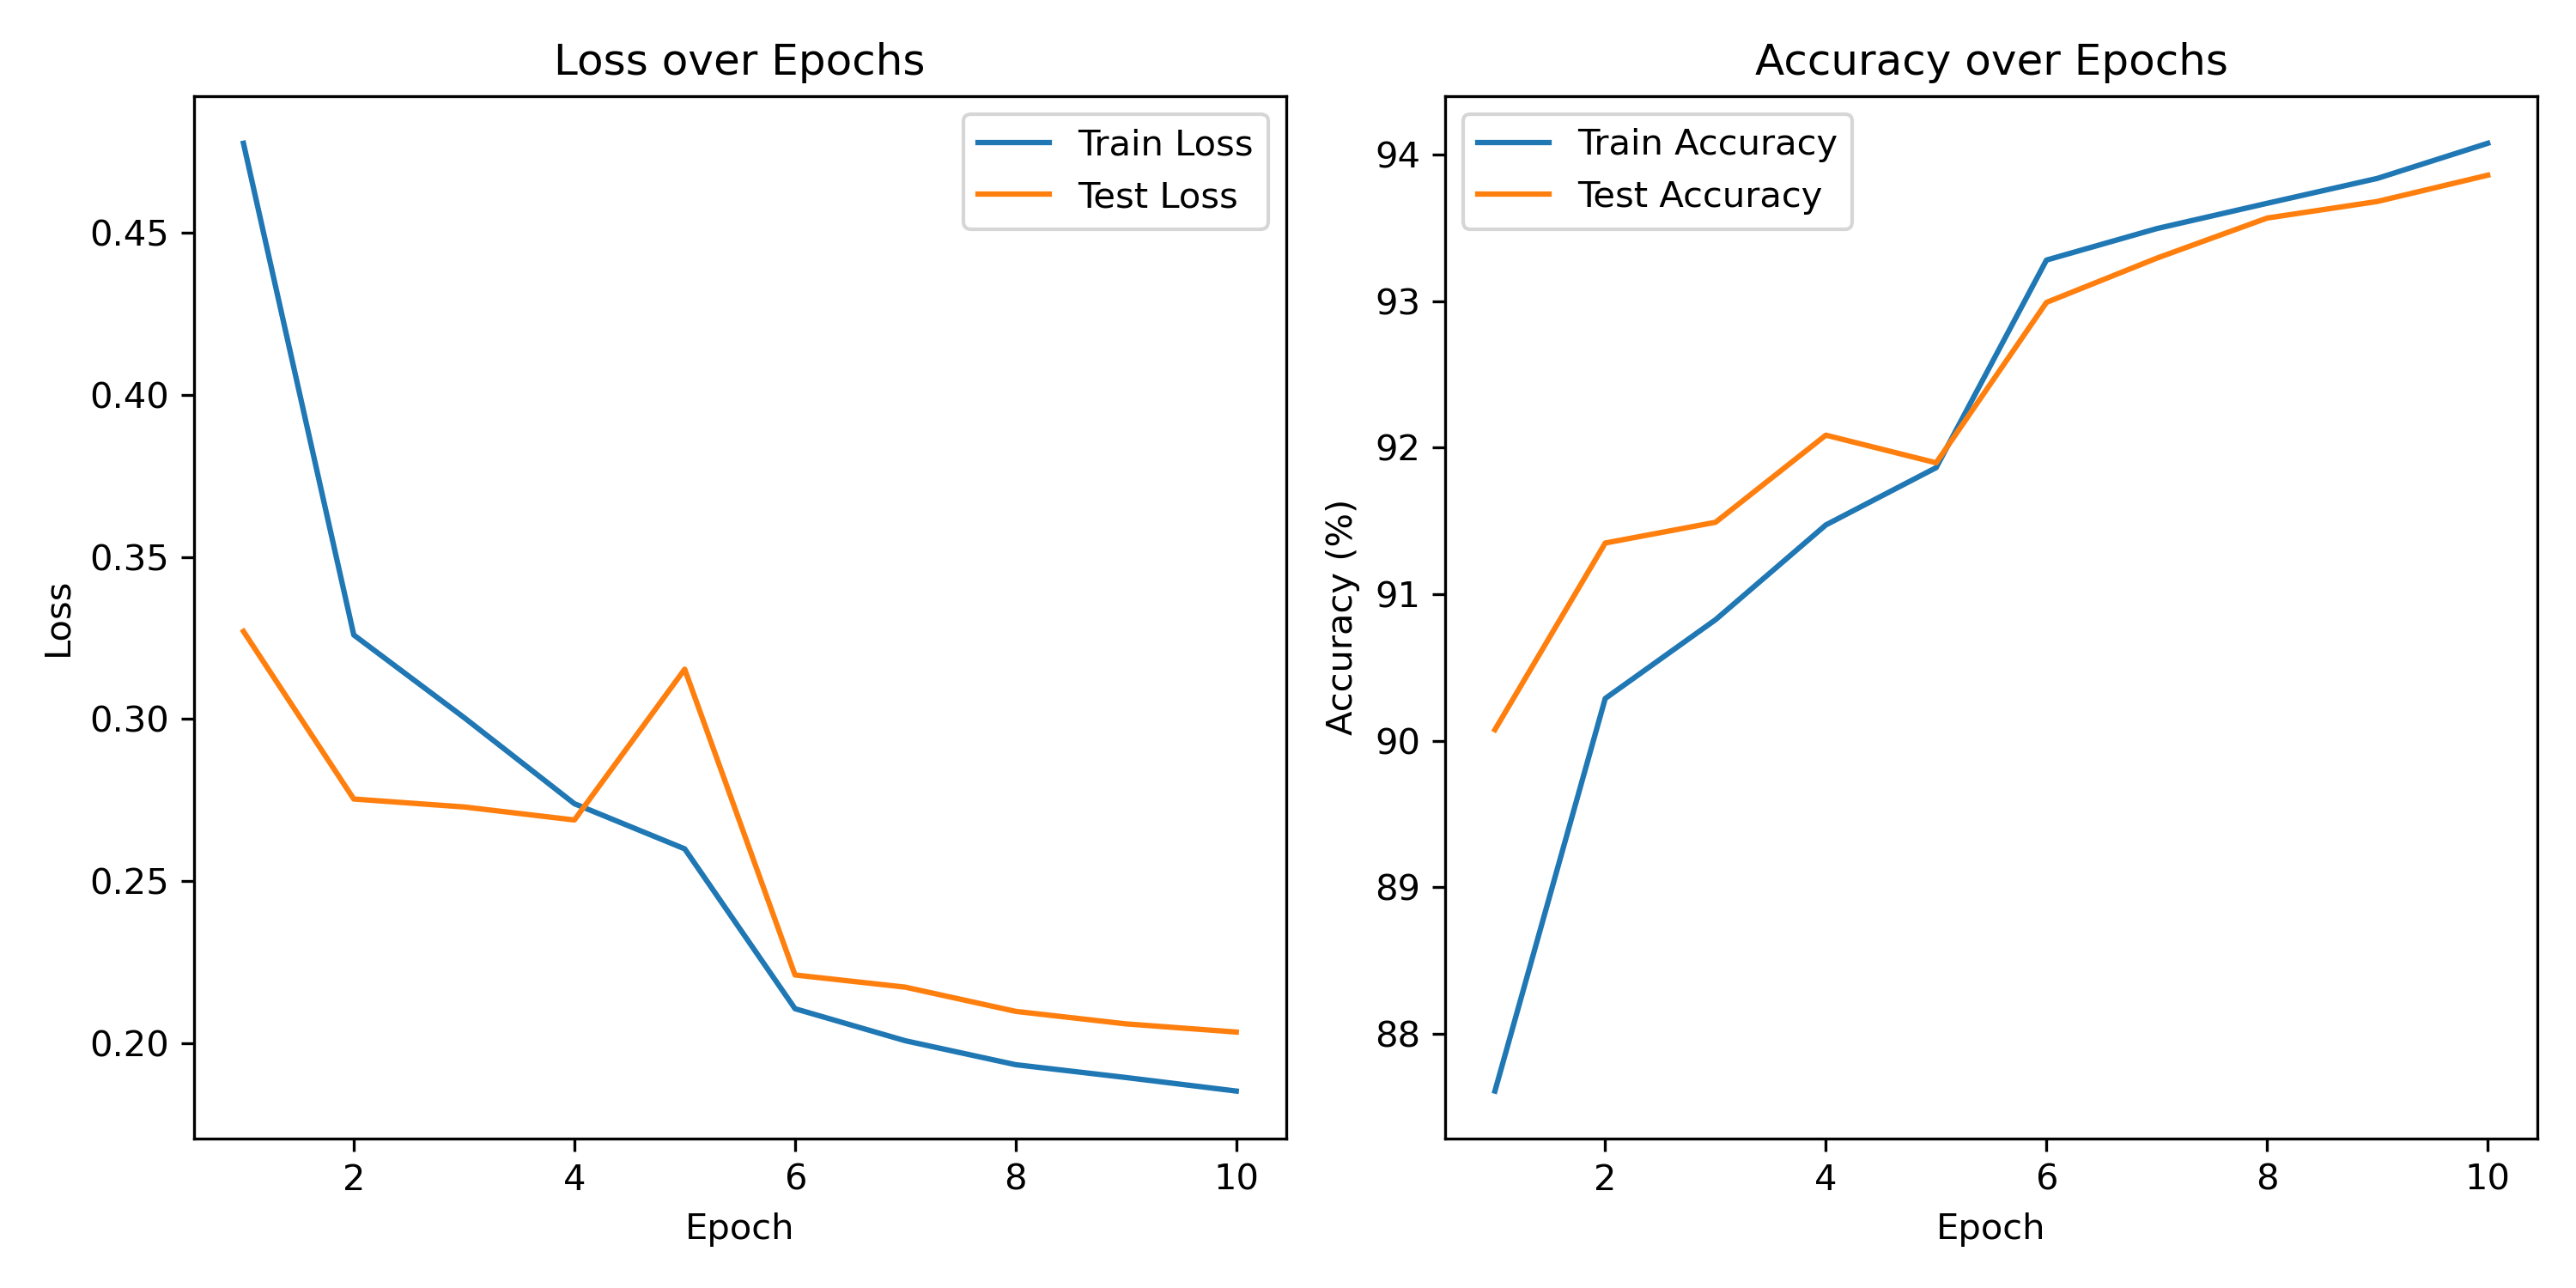 Loss over Epochs
Train Loss
Test Loss
0.45
0.40
0.35
0.30
0.25
0.20
Loss
2 4 6 8 10
Epoch
Accuracy over Epochs
Train Accuracy
Test Accuracy
94
93
92
91
90
89
88
Accuracy (%)
2 4 6 8 10
Epoch